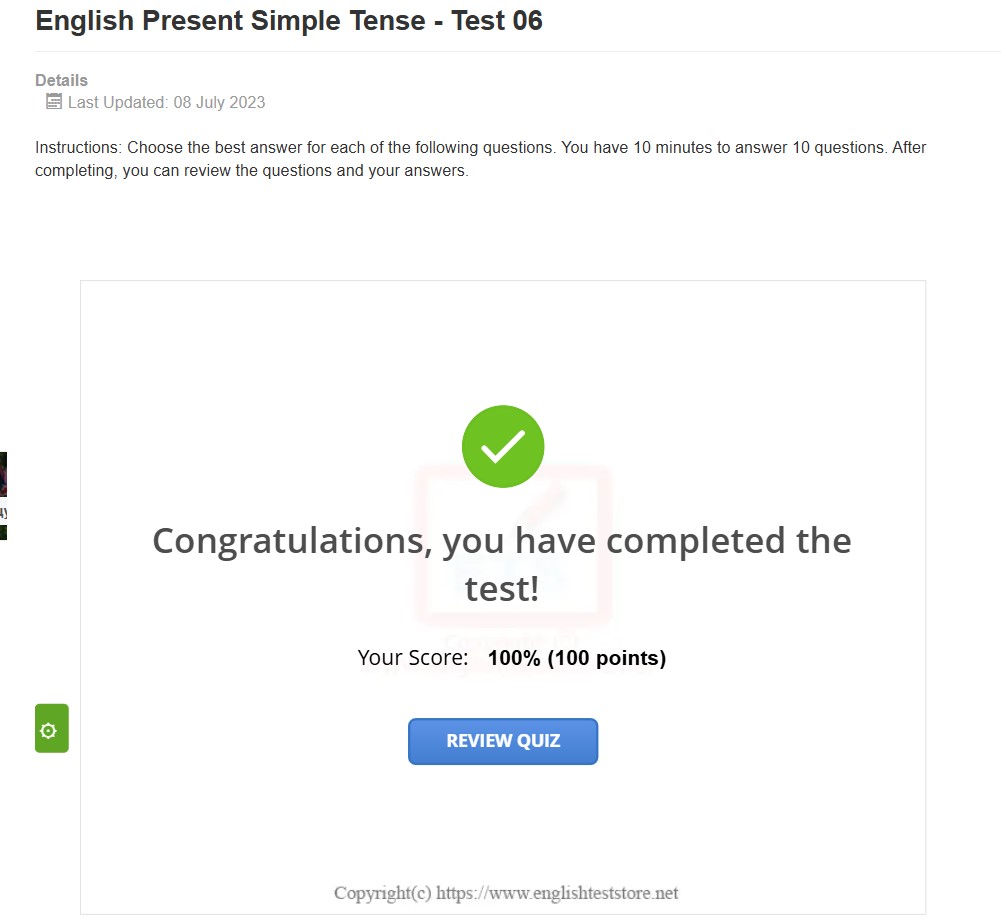 English Present Simple Tense - Test 06
Details
Last Updated: 08 July 2023
Instructions: Choose the best answer for each of the following questions. You have 10 minutes to answer 10 questions. After
completing, you can review the questions and your answers.
Congratulations, you have completed the
test!
Your Score: 100% (100 points)
REVIEW QUIZ
Copyright(c) https://www.englishteststore.net